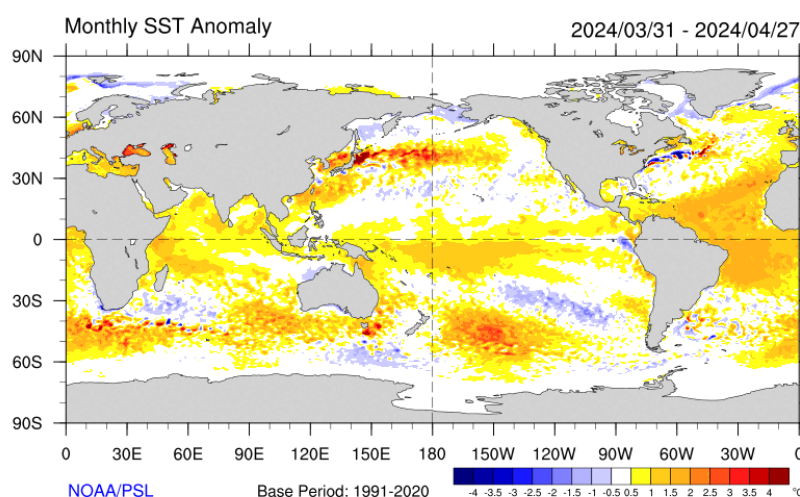 Monthly SST Anomaly 2024/03/31 - 2024/04/27
90N
60N
30N
0
30S
60S
90S
0 30E 60E 90E 120E 150E 180 150W 120W 90W 60W 30W 0
NOAA/PSL Base Period: 1991-2020 -4 -3.5 -3 -2.5 -2 -1.5 -1 -0.5 0.5 1 1.5 2 2.5 3 3.5 4